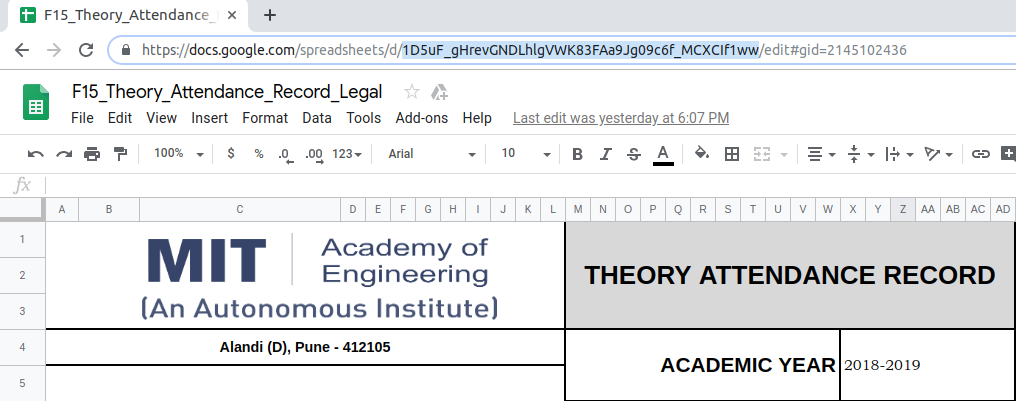 F15_Theory_Attendance_
https://docs.google.com/spreadsheets/d/1D5uF_gHrevGNDLhlgVWK83FAa9Jg09c6f_MCXCIf1ww/edit#gid=2145102436
F15_Theory_Attendance_Record_Legal
File Edit View Insert Format Data Tools Add-ons Help Last edit was yesterday at 6:07 PM
100% $ % .0 .00 123 Arial 10 B I S A
fx
A B C D E F G H I J K L M N O P Q R S T U V W X Y Z AA AB AC AD
1
MIT Academy of
Engineering
2
THEORY ATTENDANCE RECORD
3
(An Autonomous Institute)
4
Alandi (D), Pune - 412105
ACADEMIC YEAR 2018-2019
5